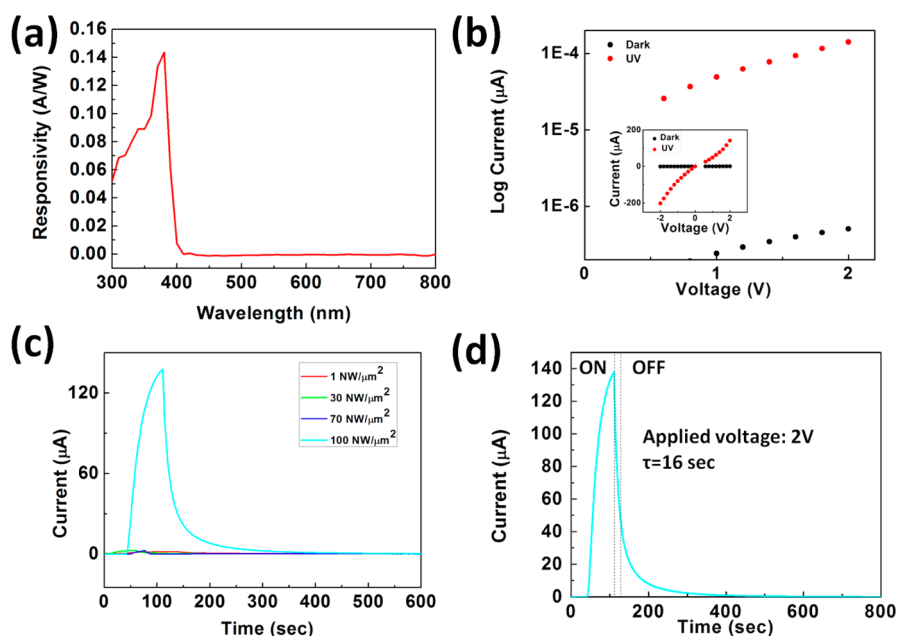 (a)
0.16
0.14
0.12
0.10
0.08
0.06
0.04
0.02
0.00
Responsivity (A/W)
300 400 500 600 700 800
Wavelength (nm)
(b)
Dark
UV
1E-4
1E-5
1E-6
Log Current (μA)
0 1 2
Voltage (V)
Dark
UV
200
0
-200
Current (μA)
-2 0 2
Voltage (V)
(c)
120
60
0
Current (μA)
1 NW/μm²
30 NW/μm²
70 NW/μm²
100 NW/μm²
0 100 200 300 400 500 600
Time (sec)
(d)
140
120
100
80
60
40
20
0
Current (μA)
ON OFF
Applied voltage: 2V
τ=16 sec
0 200 400 600 800
Time (sec)